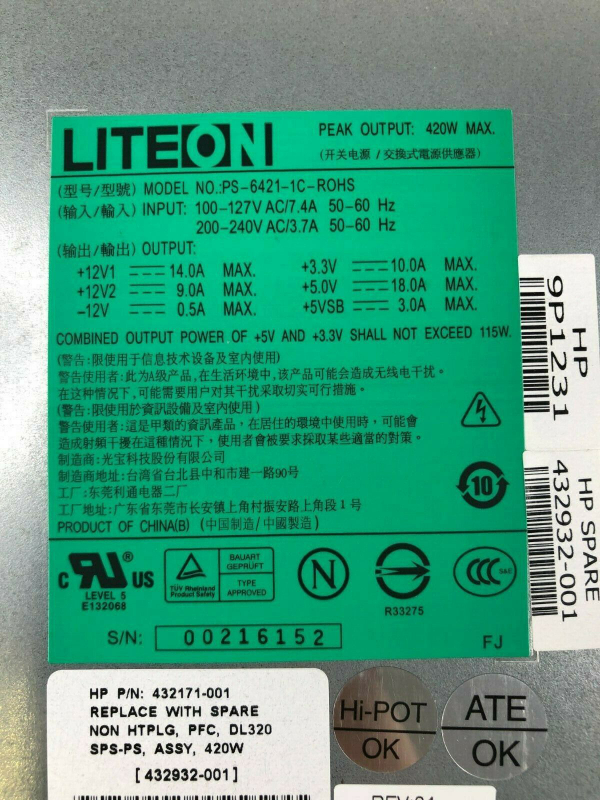 LITEON
PEAK OUTPUT: 420W MAX.
(开关电源 / 交換式電源供應器)
(型号/型號) MODEL NO.:PS-6421-1C-ROHS
(输入/輸入) INPUT: 100-127V AC/7.4A 50-60 Hz
200-240V AC/3.7A 50-60 Hz
(输出/輸出) OUTPUT:
+12V1 14.0A MAX. +3.3V 10.0A MAX.
+12V2 9.0A MAX. +5.0V 18.0A MAX.
-12V 0.5A MAX. +5VSB 3.0A MAX.
COMBINED OUTPUT POWER OF +5V AND +3.3V SHALL NOT EXCEED 115W.
(警告:限使用于信息技术设备及室内使用)
警告使用者:此为A级产品,在生活环境中,该产品可能会造成无线电干扰。
在这种情况下,可能需要用户对其干扰采取切实可行措施。
(警告:限使用於資訊設備及室內使用)
警告使用者:這是甲類的資訊產品，在居住的環境中使用時，可能會
造成射頻干擾在這種情況下，使用者會被要求採取某些適當的對策。
制造商:光宝科技股份有限公司
制造商地址:台湾省台北县中和市建一路90号
工厂:东莞利通电器二厂
工厂地址:广东省东莞市长安镇上角村振安路上角段1号
PRODUCT OF CHINA(B) (中国制造/中國製造)
10
c RU ® US
LEVEL 5
E132068
TÜV Rheinland
Product Safety
BAUART
GEPRÜFT
TYPE
APPROVED
N
R33275
CCC S&E
S/N: 00216152
FJ
HP
9P1231
HP SPARE
432932-001
HP P/N: 432171-001
REPLACE WITH SPARE
NON HTPLG, PFC, DL320
SPS-PS, ASSY, 420W
[432932-001]
Hi-POT
OK
ATE
OK